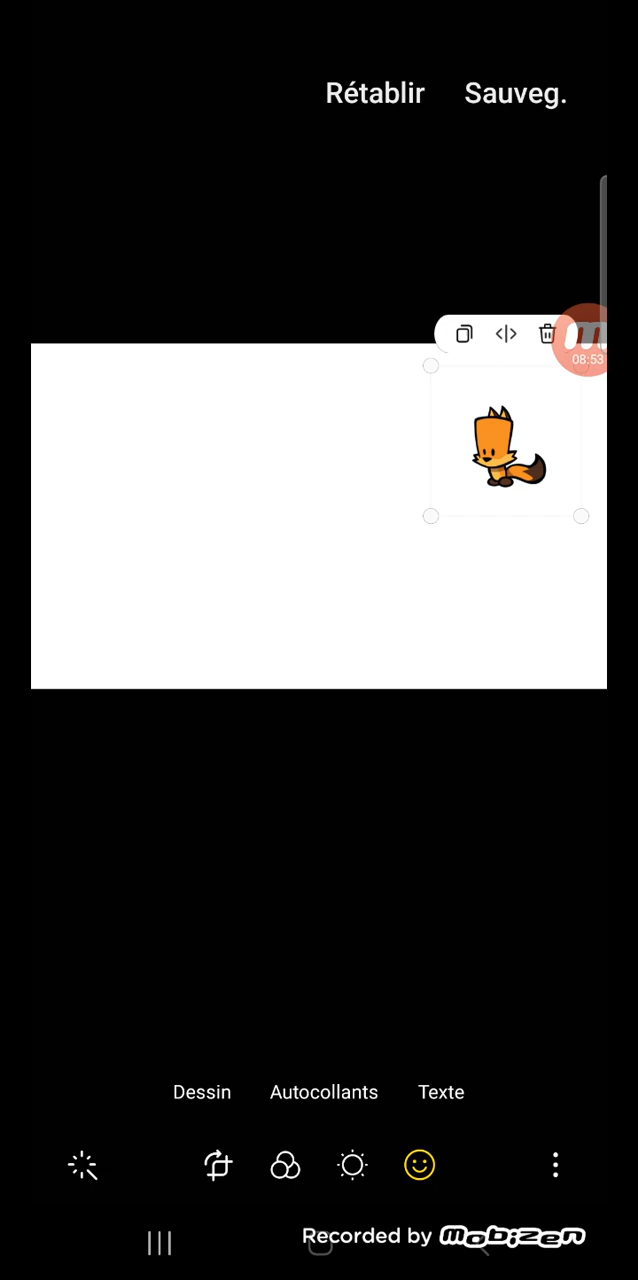 Rétablir Sauveg.
08:53
Dessin Autocollants Texte
Recorded by Mobizen